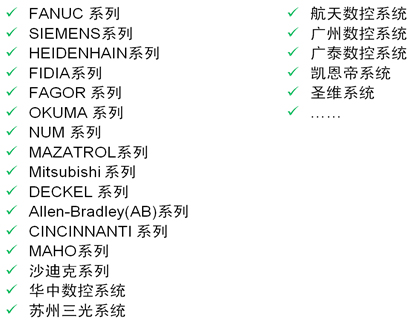 FANUC 系列
SIEMENS系列
HEIDENHAIN系列
FIDIA系列
FAGOR 系列
OKUMA 系列
NUM 系列
MAZATROL系列
Mitsubishi 系列
DECKEL 系列
Allen-Bradley(AB)系列
CINCINNANTI 系列
MAHO系列
沙迪克系列
华中数控系统
苏州三光系统
航天数控系统
广州数控系统
广泰数控系统
凯恩帝系统
圣维系统
……